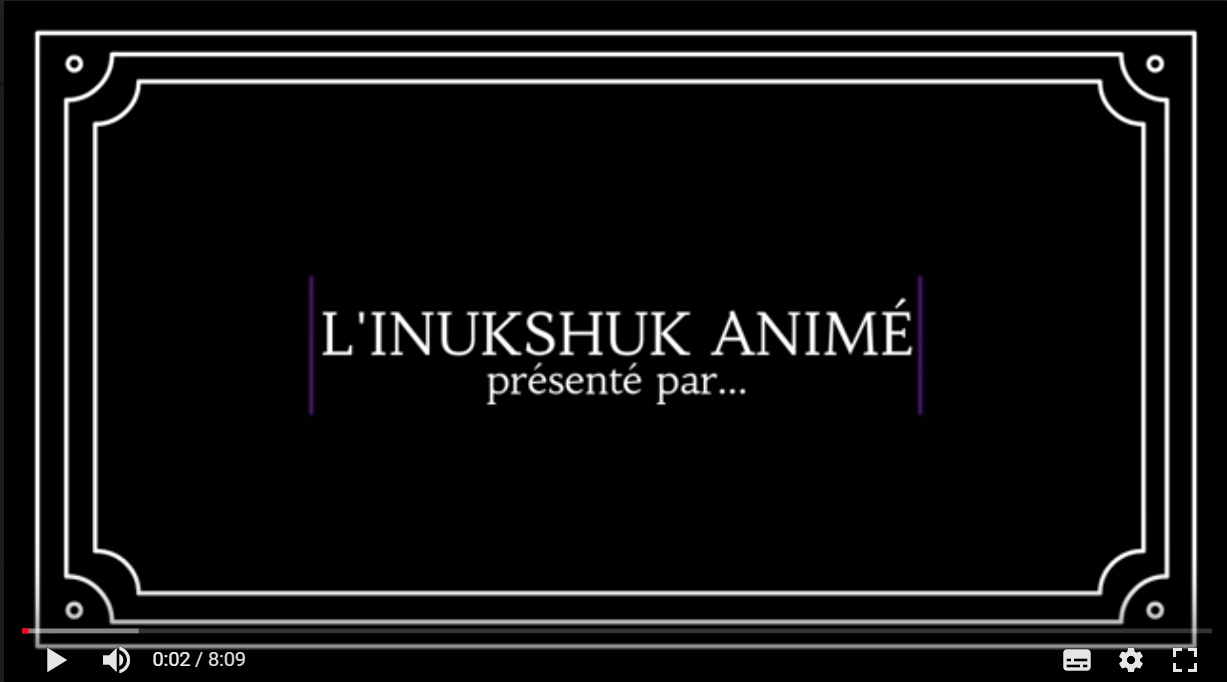 L'INUKSHUK ANIMÉ
présenté par...
0:02 / 8:09